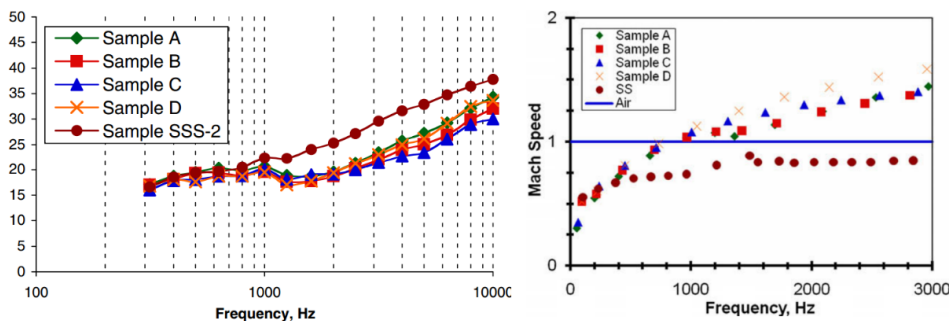 50
45
40
35
30
25
20
15
10
5
0
Sample A
Sample B
Sample C
Sample D
Sample SSS-2
100
1000
10000
Frequency, Hz
Mach Speed
2
1
0
Sample A
Sample B
Sample C
Sample D
SS
Air
0
1000
2000
3000
Frequency, Hz